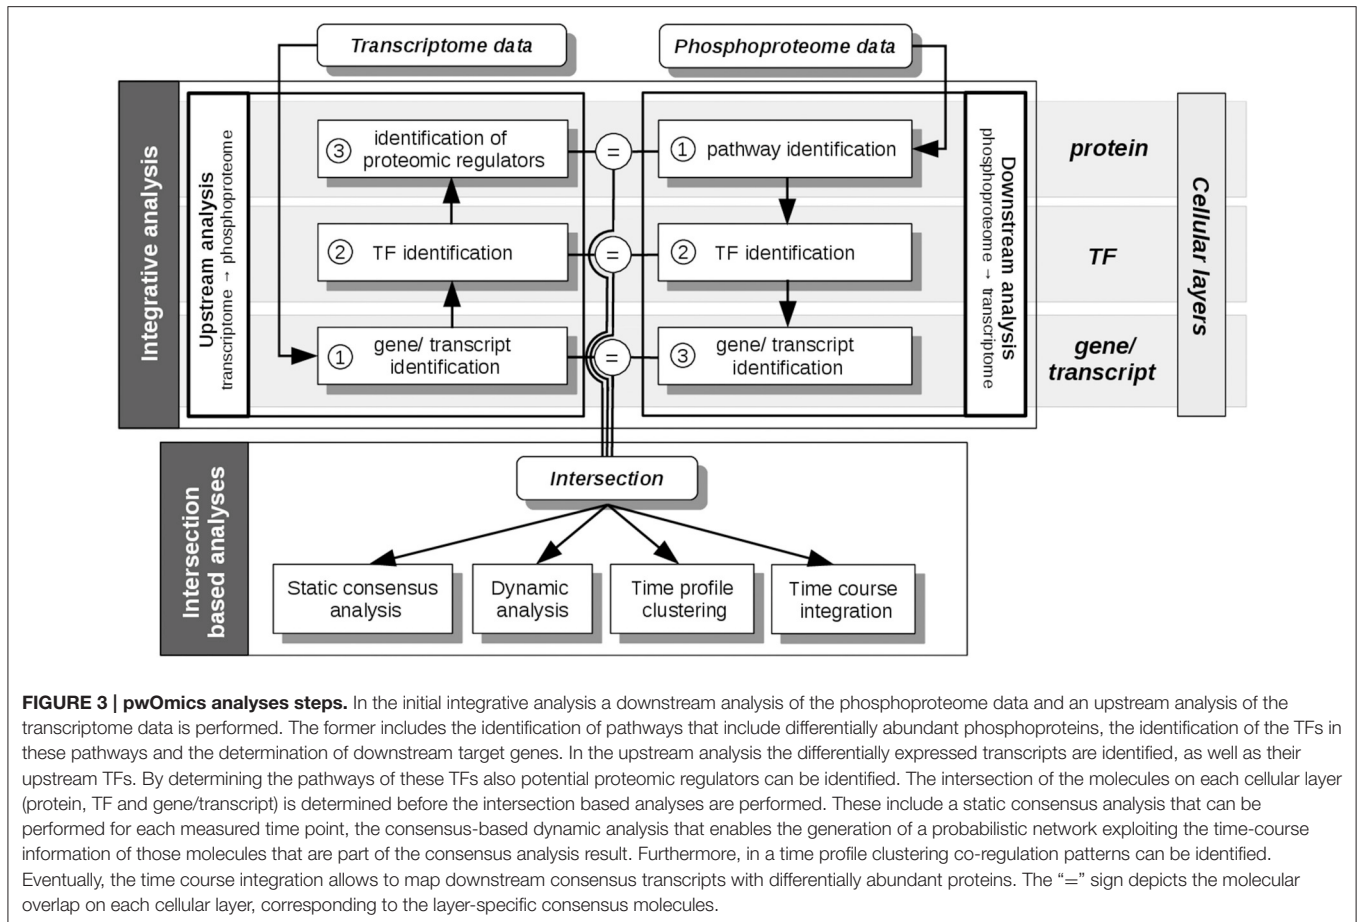 Transcriptome data
Phosphoproteome data
Integrative analysis
Upstream analysis
transcriptome → phosphoproteome
③ identification of
proteomic regulators
=
① pathway identification
② TF identification
=
② TF identification
① gene/ transcript
identification
=
③ gene/ transcript
identification
Downstream analysis
phosphoproteome → transcriptome
protein
TF
gene/
transcript
Cellular layers
Intersection
based analyses
Intersection
Static consensus
analysis
Dynamic
analysis
Time profile
clustering
Time course
integration
FIGURE 3 | pwOmics analyses steps. In the initial integrative analysis a downstream analysis of the phosphoproteome data and an upstream analysis of the
transcriptome data is performed. The former includes the identification of pathways that include differentially abundant phosphoproteins, the identification of the TFs in
these pathways and the determination of downstream target genes. In the upstream analysis the differentially expressed transcripts are identified, as well as their
upstream TFs. By determining the pathways of these TFs also potential proteomic regulators can be identified. The intersection of the molecules on each cellular layer
(protein, TF and gene/transcript) is determined before the intersection based analyses are performed. These include a static consensus analysis that can be
performed for each measured time point, the consensus-based dynamic analysis that enables the generation of a probabilistic network exploiting the time-course
information of those molecules that are part of the consensus analysis result. Furthermore, in a time profile clustering co-regulation patterns can be identified.
Eventually, the time course integration allows to map downstream consensus transcripts with differentially abundant proteins. The “=” sign depicts the molecular
overlap on each cellular layer, corresponding to the layer-specific consensus molecules.